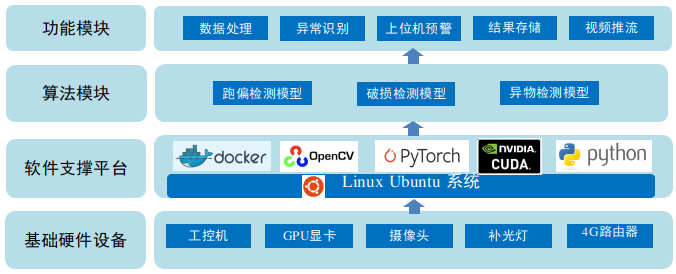 功能模块
数据处理
异常识别
上位机预警
结果存储
视频推流
算法模块
跑偏检测模型
破损检测模型
异物检测模型
软件支撑平台
docker
OpenCV
PyTorch
NVIDIA.
CUDA.
python
Linux Ubuntu 系统
基础硬件设备
工控机
GPU显卡
摄像头
补光灯
4G路由器